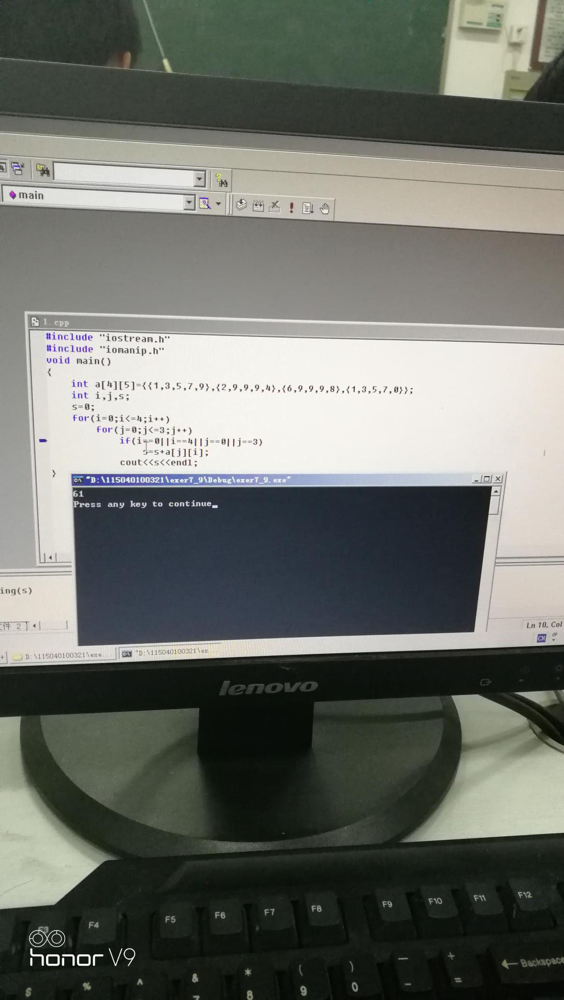 main
1.cpp
#include "iostream.h"
#include "iomanip.h"
void main()
{
int a[4][5]={{1,3,5,7,9},{2,9,9,9,4},{6,9,9,9,8},{1,3,5,7,0}};
int i,j,s;
s=0;
for(i=0;i<=4;i++)
for(j=0;j<=3;j++)
if(i==0||i==4||j==0||j==3)
s=s+a[j][i];
cout<<s<<endl;
}
"D:\115040100321\exer7_9\Debug\exer7_9.exe"
61
Press any key to continue
ing(s)
件 2
Ln 10, Col
CH
D:\115040100321\exe...
"D:\115040100321\ex...
lenovo
F3 F4 F5 F6 F7 F8 F9 F10 F11 F12
honor V9
$ % ^ & * ( ) — + Backspace
7 8 9 0 - =